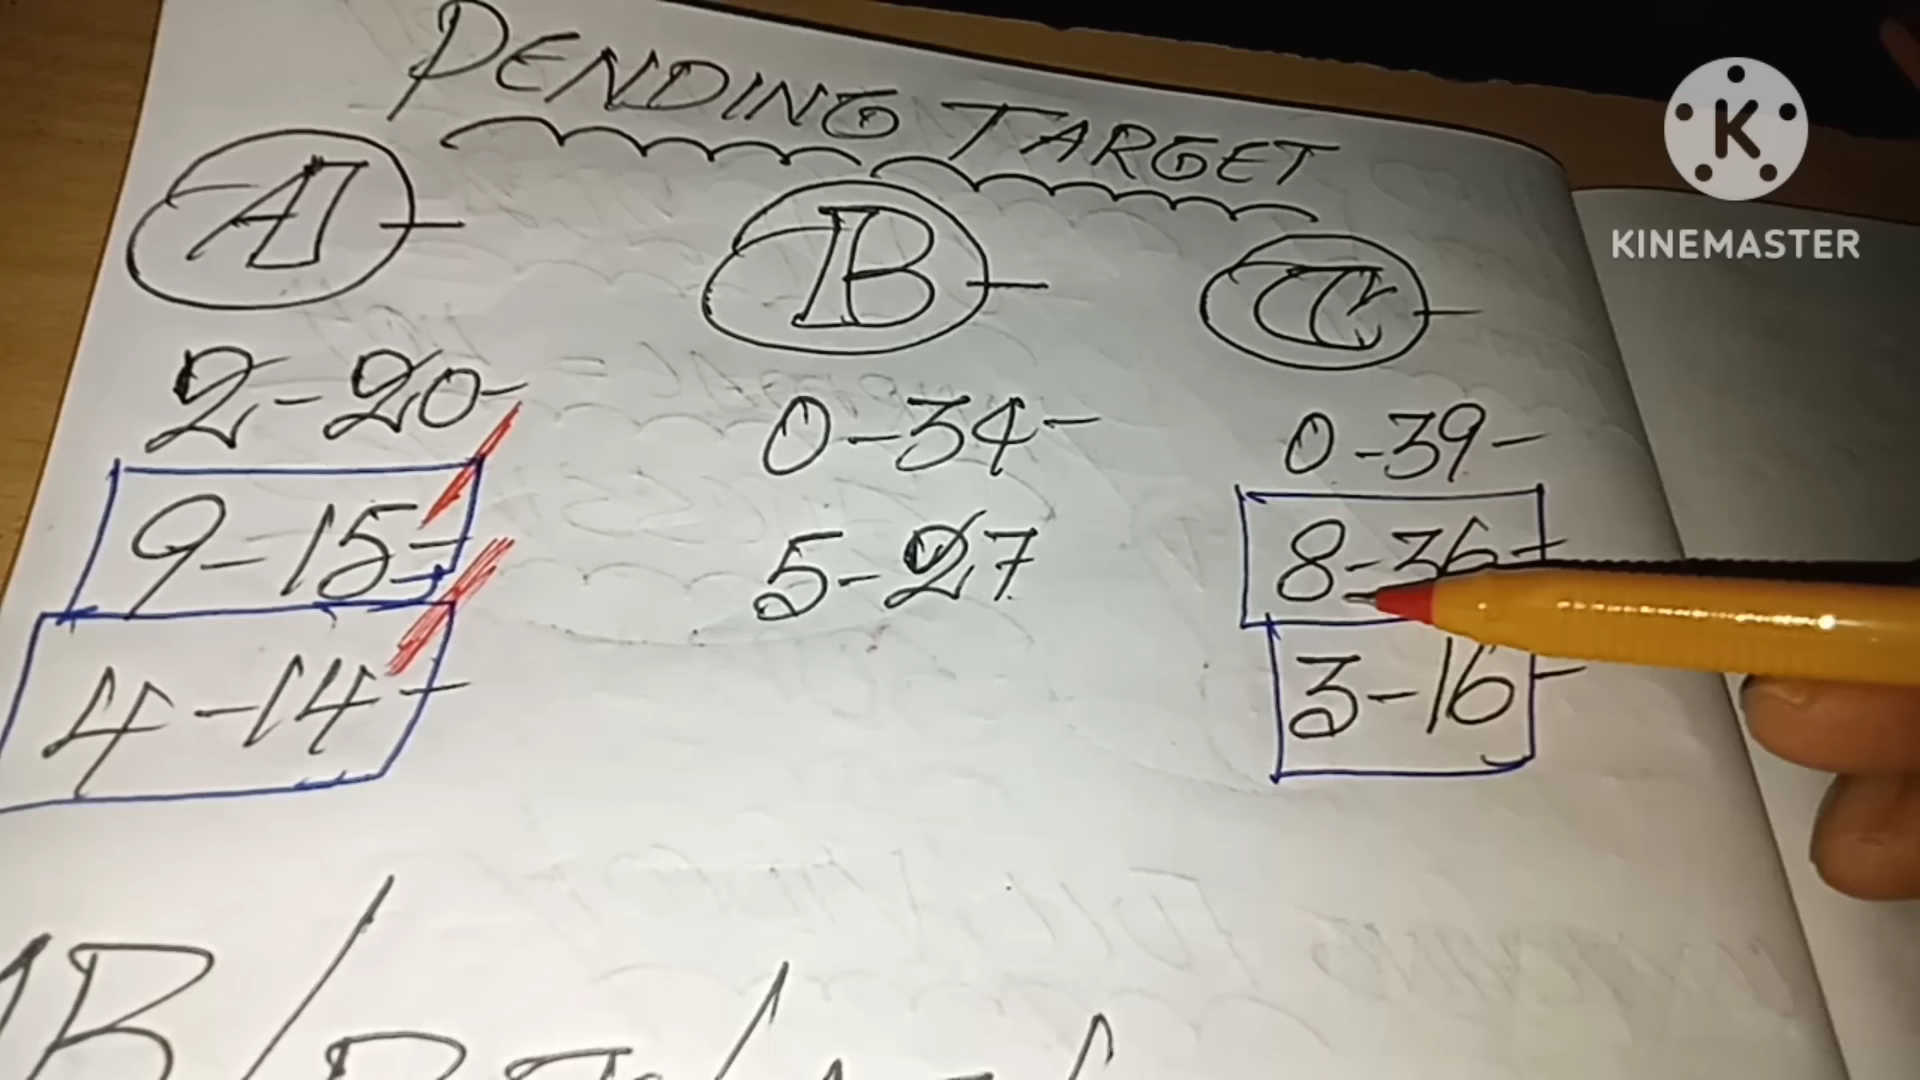 PENDING TARGET
A- B- C-
2-20- 0-34- 0-39-
9-15- 5-27 8-36-
4-14- 3-16-
KINEMASTER